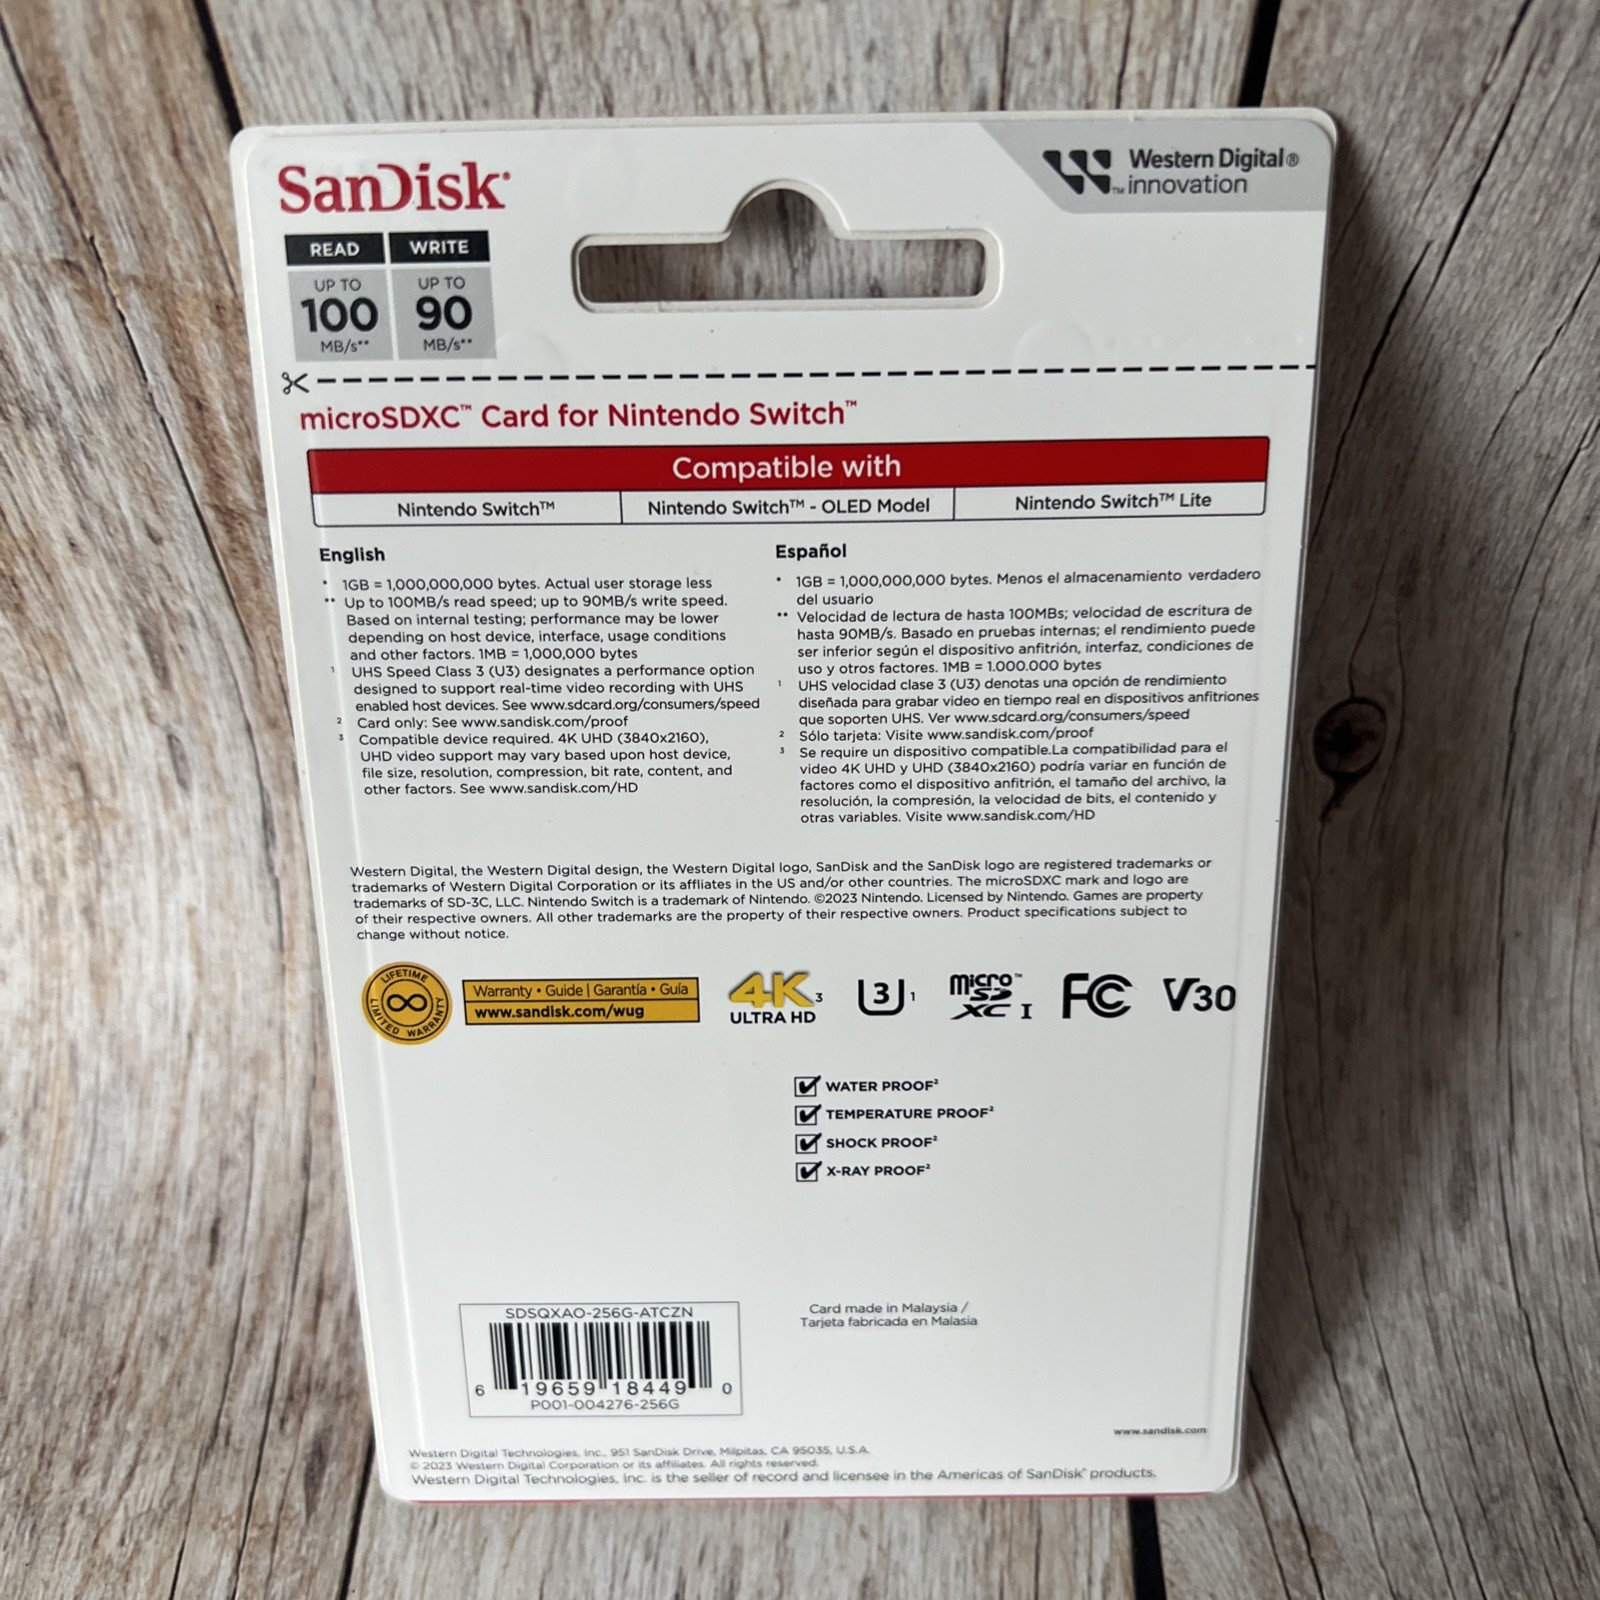 SanDisk®
Western Digital®
™ innovation
READ WRITE
UP TO UP TO
100 90
MB/s** MB/s**
microSDXC™ Card for Nintendo Switch™
Compatible with
Nintendo Switch™ Nintendo Switch™ - OLED Model Nintendo Switch™ Lite
English
* 1GB = 1,000,000,000 bytes. Actual user storage less
** Up to 100MB/s read speed; up to 90MB/s write speed.
Based on internal testing; performance may be lower
depending on host device, interface, usage conditions
and other factors. 1MB = 1,000,000 bytes
1 UHS Speed Class 3 (U3) designates a performance option
designed to support real-time video recording with UHS
enabled host devices. See www.sdcard.org/consumers/speed
2 Card only: See www.sandisk.com/proof
3 Compatible device required. 4K UHD (3840x2160),
UHD video support may vary based upon host device,
file size, resolution, compression, bit rate, content, and
other factors. See www.sandisk.com/HD
Español
* 1GB = 1,000,000,000 bytes. Menos el almacenamiento verdadero
del usuario
** Velocidad de lectura de hasta 100MBs; velocidad de escritura de
hasta 90MB/s. Basado en pruebas internas; el rendimiento puede
ser inferior según el dispositivo anfitrión, interfaz, condiciones de
uso y otros factores. 1MB = 1.000.000 bytes
1 UHS velocidad clase 3 (U3) denotas una opción de rendimiento
diseñada para grabar video en tiempo real en dispositivos anfitriones
que soporten UHS. Ver www.sdcard.org/consumers/speed
2 Sólo tarjeta: Visite www.sandisk.com/proof
3 Se require un dispositivo compatible.La compatibilidad para el
video 4K UHD y UHD (3840x2160) podría variar en función de
factores como el dispositivo anfitrión, el tamaño del archivo, la
resolución, la compresión, la velocidad de bits, el contenido y
otras variables. Visite www.sandisk.com/HD
Western Digital, the Western Digital design, the Western Digital logo, SanDisk and the SanDisk logo are registered trademarks or
trademarks of Western Digital Corporation or its affliates in the US and/or other countries. The microSDXC mark and logo are
trademarks of SD-3C, LLC. Nintendo Switch is a trademark of Nintendo. ©2023 Nintendo. Licensed by Nintendo. Games are property
of their respective owners. All other trademarks are the property of their respective owners. Product specifications subject to
change without notice.
LIFETIME
LIMITED WARRANTY
Warranty • Guide | Garantía • Guía
www.sandisk.com/wug
4K3
ULTRA HD
U3 1
micro™
SD
XC I
FC
V30
WATER PROOF²
TEMPERATURE PROOF²
SHOCK PROOF²
X-RAY PROOF²
SDSQXAO-256G-ATCZN
6 19659 18449 0
P001-004276-256G
Card made in Malaysia /
Tarjeta fabricada en Malasia
www.sandisk.com
Western Digital Technologies, Inc., 951 SanDisk Drive, Milpitas, CA 95035, U.S.A.
© 2023 Western Digital Corporation or its affiliates. All rights reserved.
Western Digital Technologies, Inc. is the seller of record and licensee in the Americas of SanDisk® products.